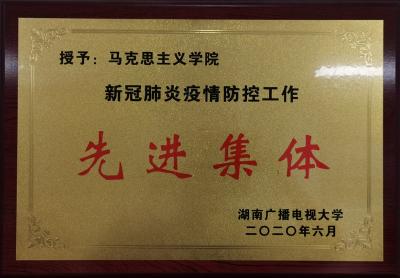 授予：马克思主义学院
新冠肺炎疫情防控工作
先进集体
湖南广播电视大学
二〇二〇年六月